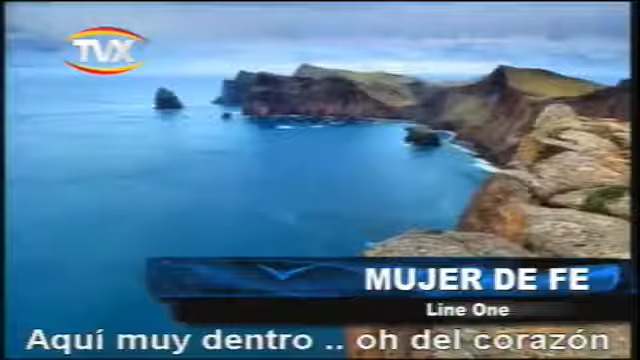 TVX
MUJER DE FE
Line One
Aquí muy dentro .. oh del corazón